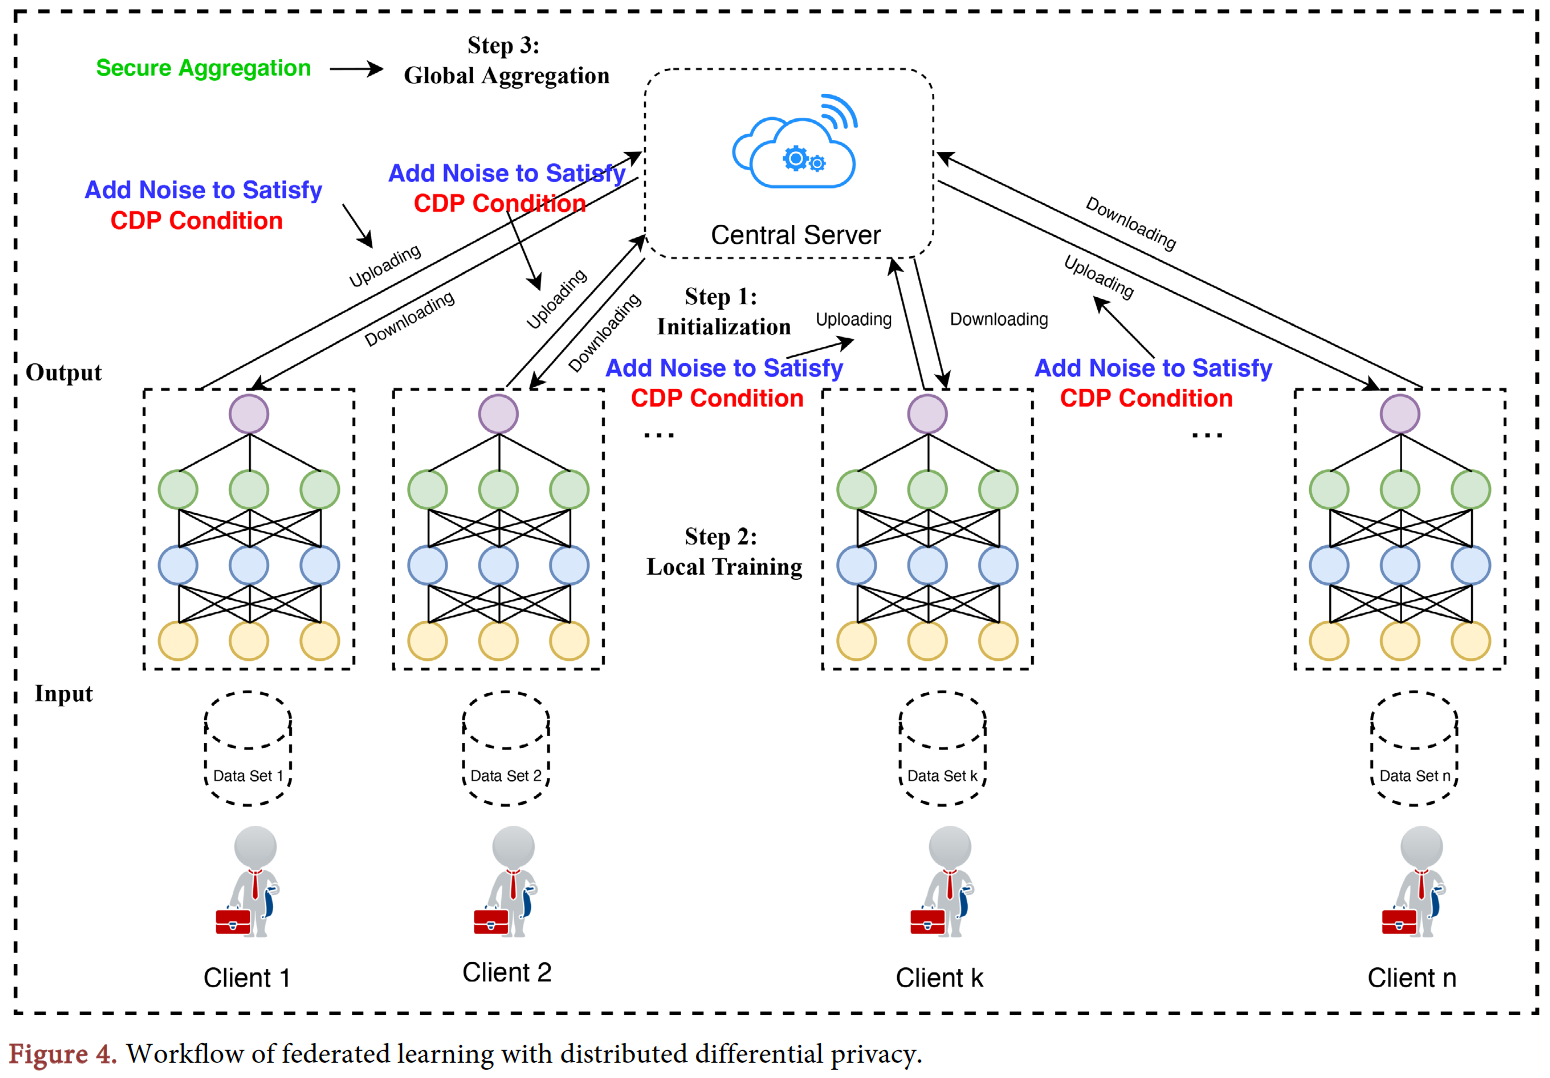 Step 3:
Secure Aggregation
Global Aggregation
Add Noise to Satisfy
CDP Condition
Add Noise to Satisfy
CDP Condition
Central Server
Uploading
Downloading
Uploading
Downloading
Step 1:
Initialization
Uploading
Downloading
Downloading
Uploading
Add Noise to Satisfy
CDP Condition
Add Noise to Satisfy
CDP Condition
Output
...
...
Step 2:
Local Training
Input
Data Set 1
Data Set 2
Data Set k
Data Set n
Client 1
Client 2
Client k
Client n
Figure 4. Workflow of federated learning with distributed differential privacy.